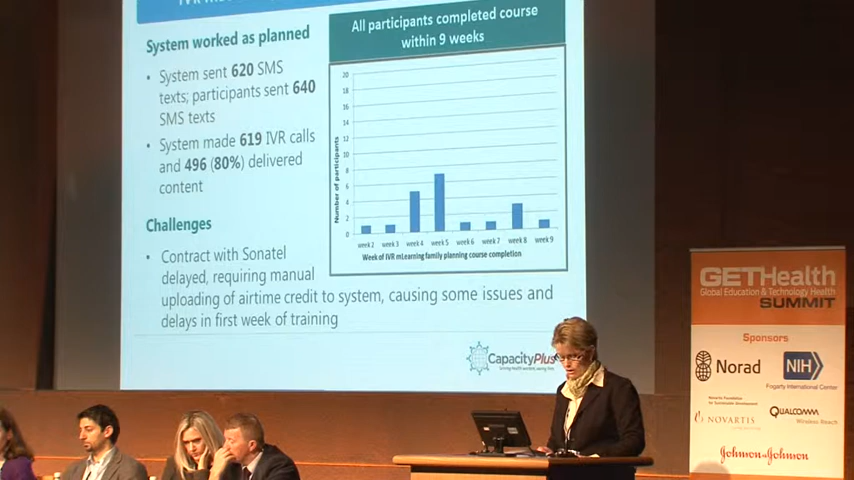 System worked as planned
• System sent 620 SMS
texts; participants sent 640
SMS texts
• System made 619 IVR calls
and 496 (80%) delivered
content
Challenges
• Contract with Sonatel
delayed, requiring manual
uploading of airtime credit to system, causing some issues and
delays in first week of training
All participants completed course
within 9 weeks
Number of participants
20
18
16
14
12
10
8
6
4
2
0
week 2 week 3 week 4 week 5 week 6 week 7 week 8 week 9
Week of IVR mLearning family planning course completion
CapacityPlus
GETHealth
Global Education & Technology Health
SUMMIT
Sponsors
Norad
NIH
Fogarty International Center
Novartis Foundation
for Sustainable Development
NOVARTIS
QUALCOMM
Wireless Reach
Johnson & Johnson